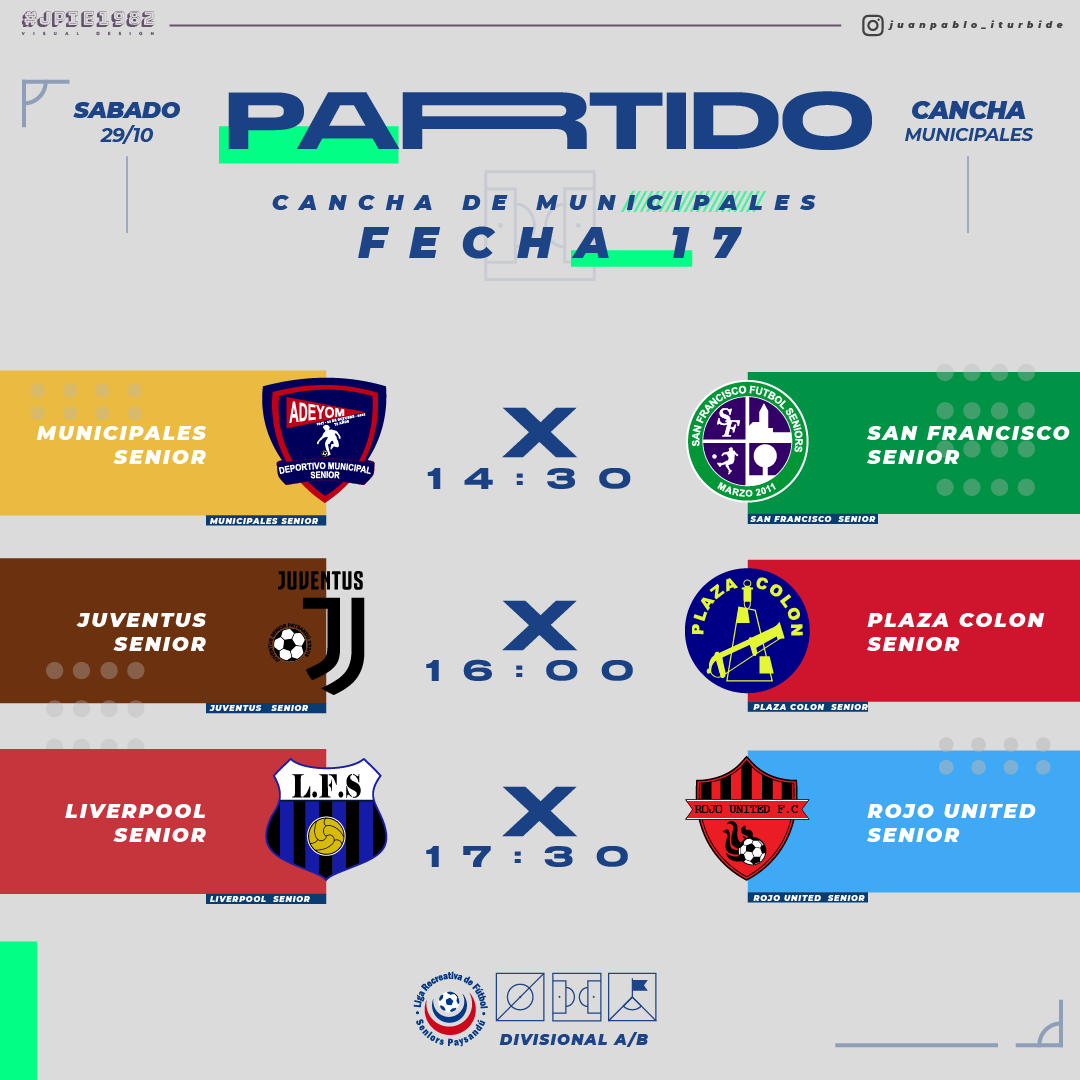 #JPIE1982
VISUAL DESIGN
juanpablo_iturbide
SABADO
29/10
PARTIDO
CANCHA
MUNICIPALES
CANCHA DE MUNICIPALES
FECHA 17
MUNICIPALES
SENIOR
ADEYOM
DEPORTIVO MUNICIPAL
SENIOR
MUNICIPALES SENIOR
X
14:30
SAN FRANCISCO FUTBOL SENIORS
SF
MARZO 2011
SAN FRANCISCO
SENIOR
SAN FRANCISCO SENIOR
JUVENTUS
SENIOR
JUVENTUS
JUVENTUS SENIOR
X
16:00
PLAZA COLON
PLAZA COLON
SENIOR
PLAZA COLON SENIOR
LIVERPOOL
SENIOR
L.F.S
LIVERPOOL SENIOR
X
17:30
ROJO UNITED F.C
ROJO UNITED
SENIOR
ROJO UNITED SENIOR
Liga Recreativa de Fútbol
Seniors Paysandú
DIVISIONAL A/B